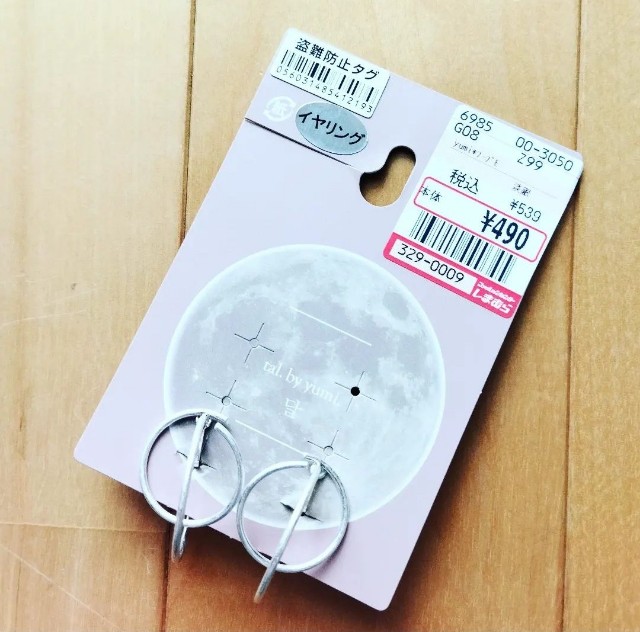 盗難防止タグ
056031485412193
イヤリング
6985 00-3050
G08 Z99
税込 ¥539
本体
¥490
329-0009
しまむら
tal. by yumi
달